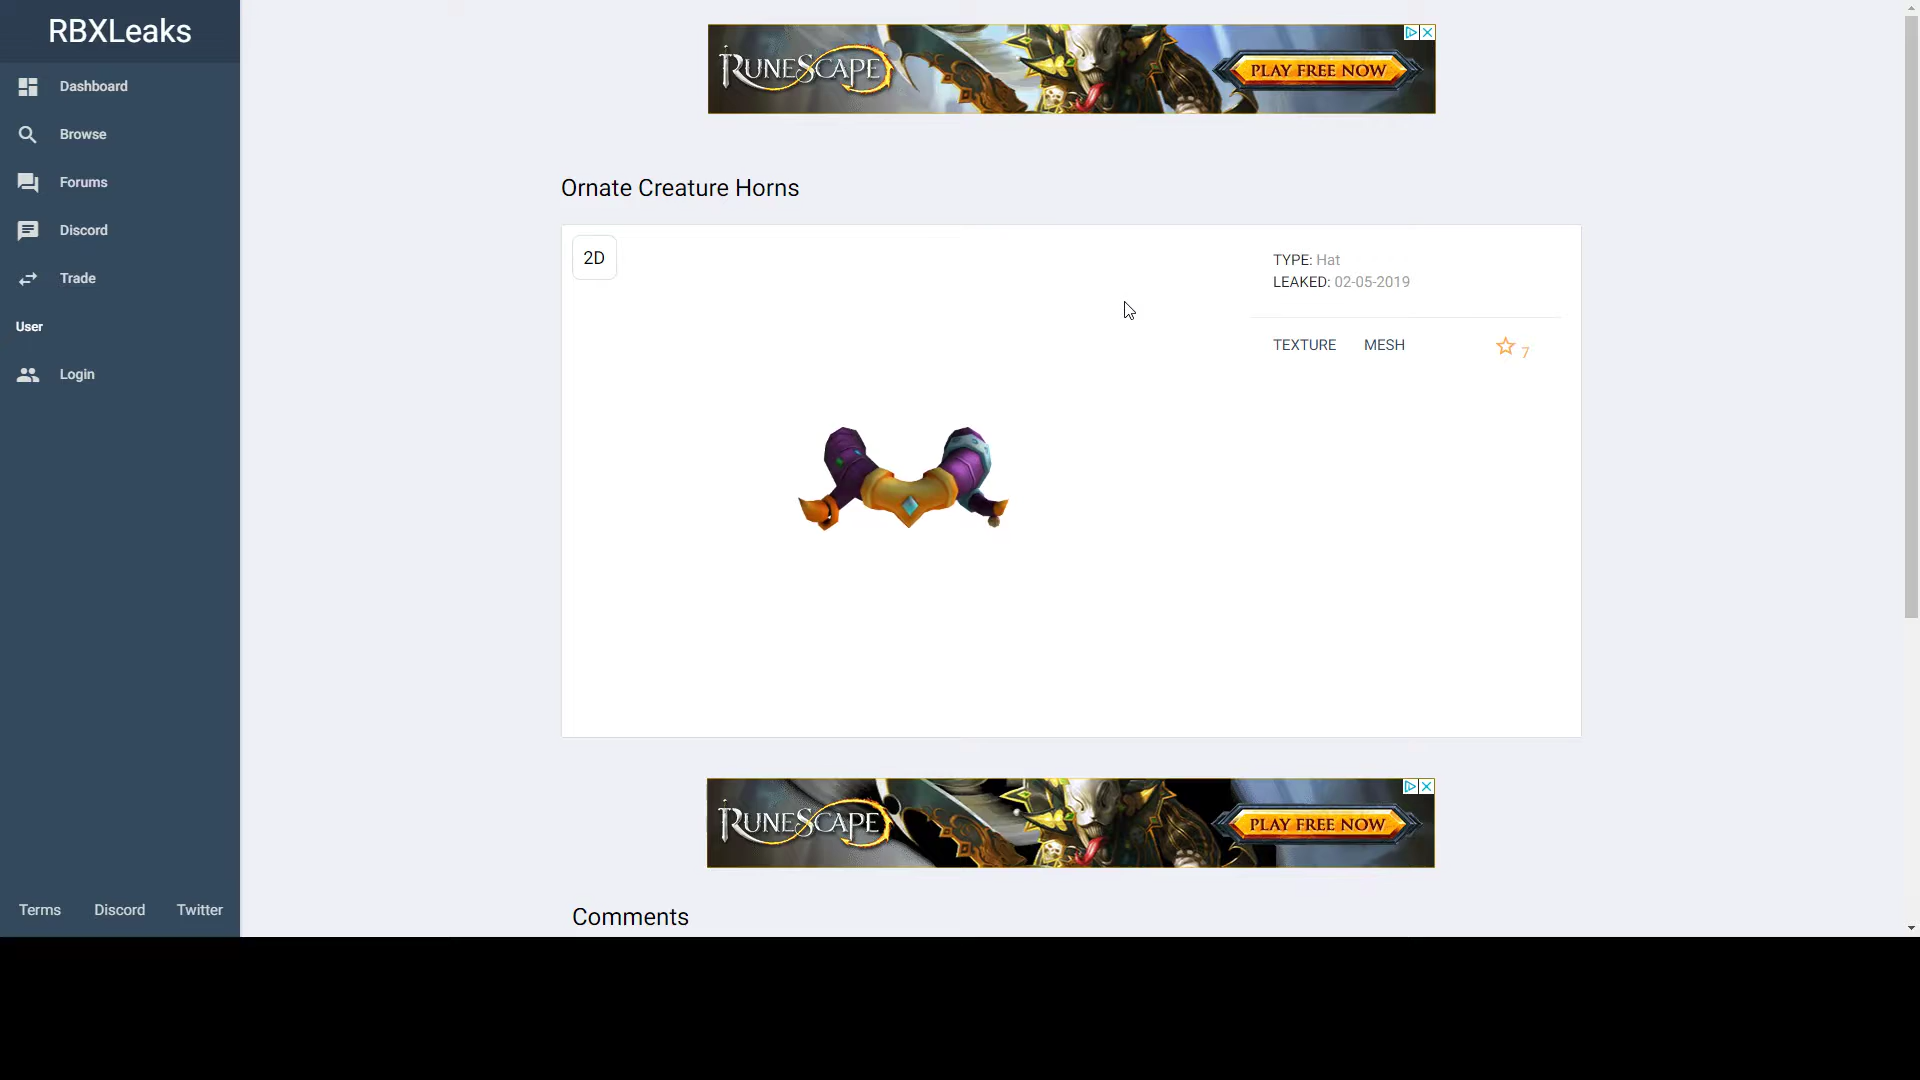 RBXLeaks
Dashboard
Browse
Forums
Discord
Trade
User
Login
Terms Discord Twitter
RUNESCAPE
PLAY FREE NOW
Ornate Creature Horns
2D
TYPE: Hat
LEAKED: 02-05-2019
TEXTURE MESH 7
RUNESCAPE
PLAY FREE NOW
Comments